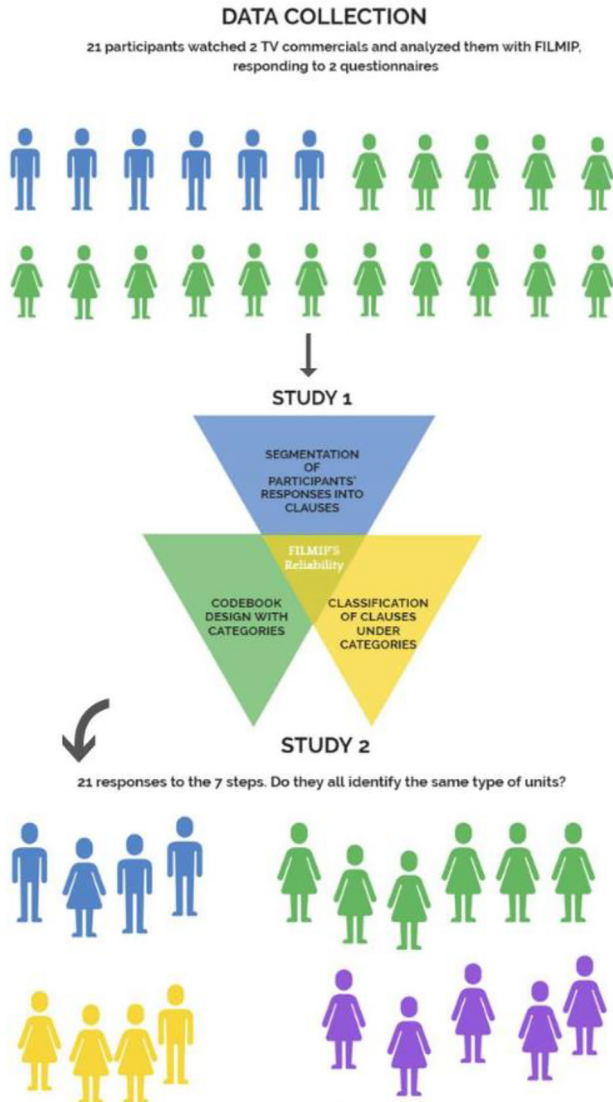 DATA COLLECTION
21 participants watched 2 TV commercials and analyzed them with FILMIP,
responding to 2 questionnaires
STUDY 1
SEGMENTATION
OF
PARTICIPANTS'
RESPONSES INTO
CLAUSES
FILMIP'S
Reliability
CODEBOOK
DESIGN WITH
CATEGORIES
CLASSIFICATION
OF CLAUSES
UNDER
CATEGORIES
STUDY 2
21 responses to the 7 steps. Do they all identify the same type of units?